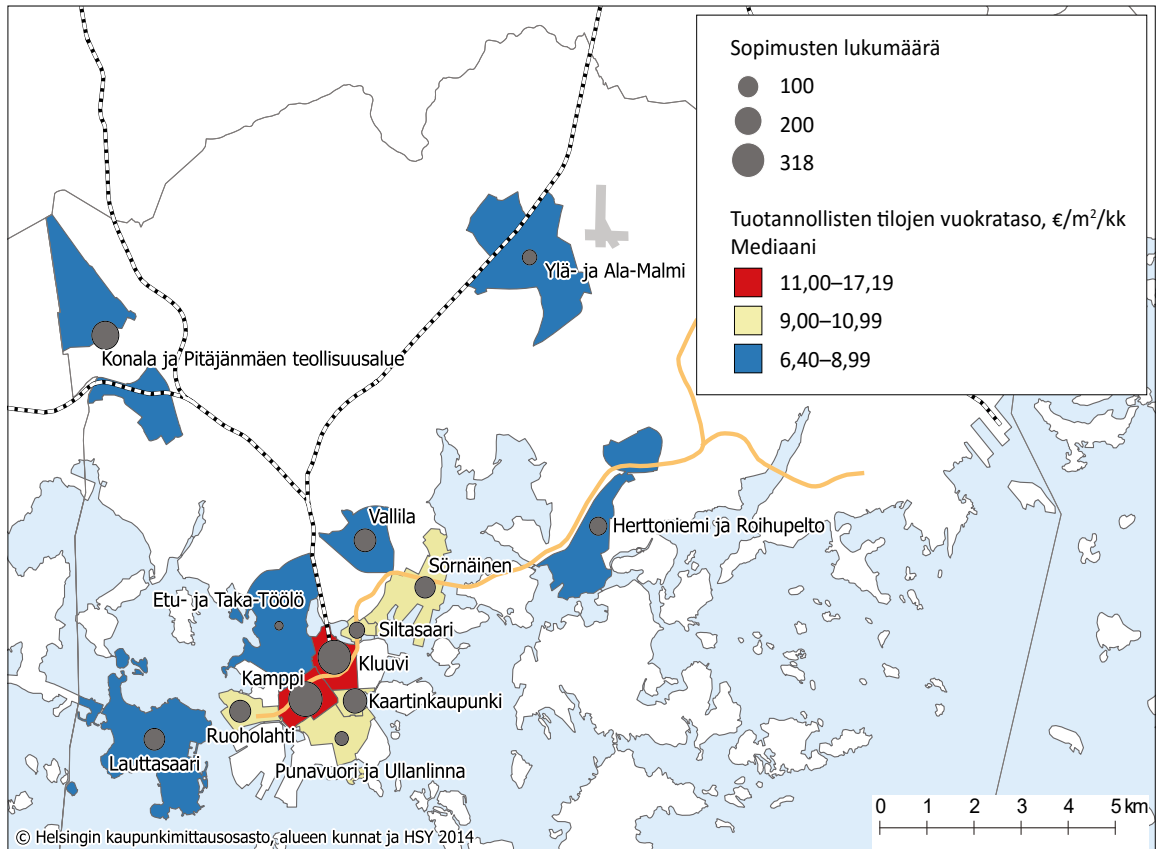 Sopimusten lukumäärä
100
200
318
Tuotannollisten tilojen vuokrataso, €/m²/kk
Mediaani
11,00–17,19
9,00–10,99
6,40–8,99
Ylä- ja Ala-Malmi
Konala ja Pitäjänmäen teollisuusalue
Vallila
Herttoniemi ja Roihupelto
Sörnäinen
Etu- ja Taka-Töölö
Siltasaari
Kluuvi
Kamppi
Kaartinkaupunki
Ruoholahti
Lauttasaari
Punavuori ja Ullanlinna
0 1 2 3 4 5 km
© Helsingin kaupunkimittausosasto, alueen kunnat ja HSY 2014